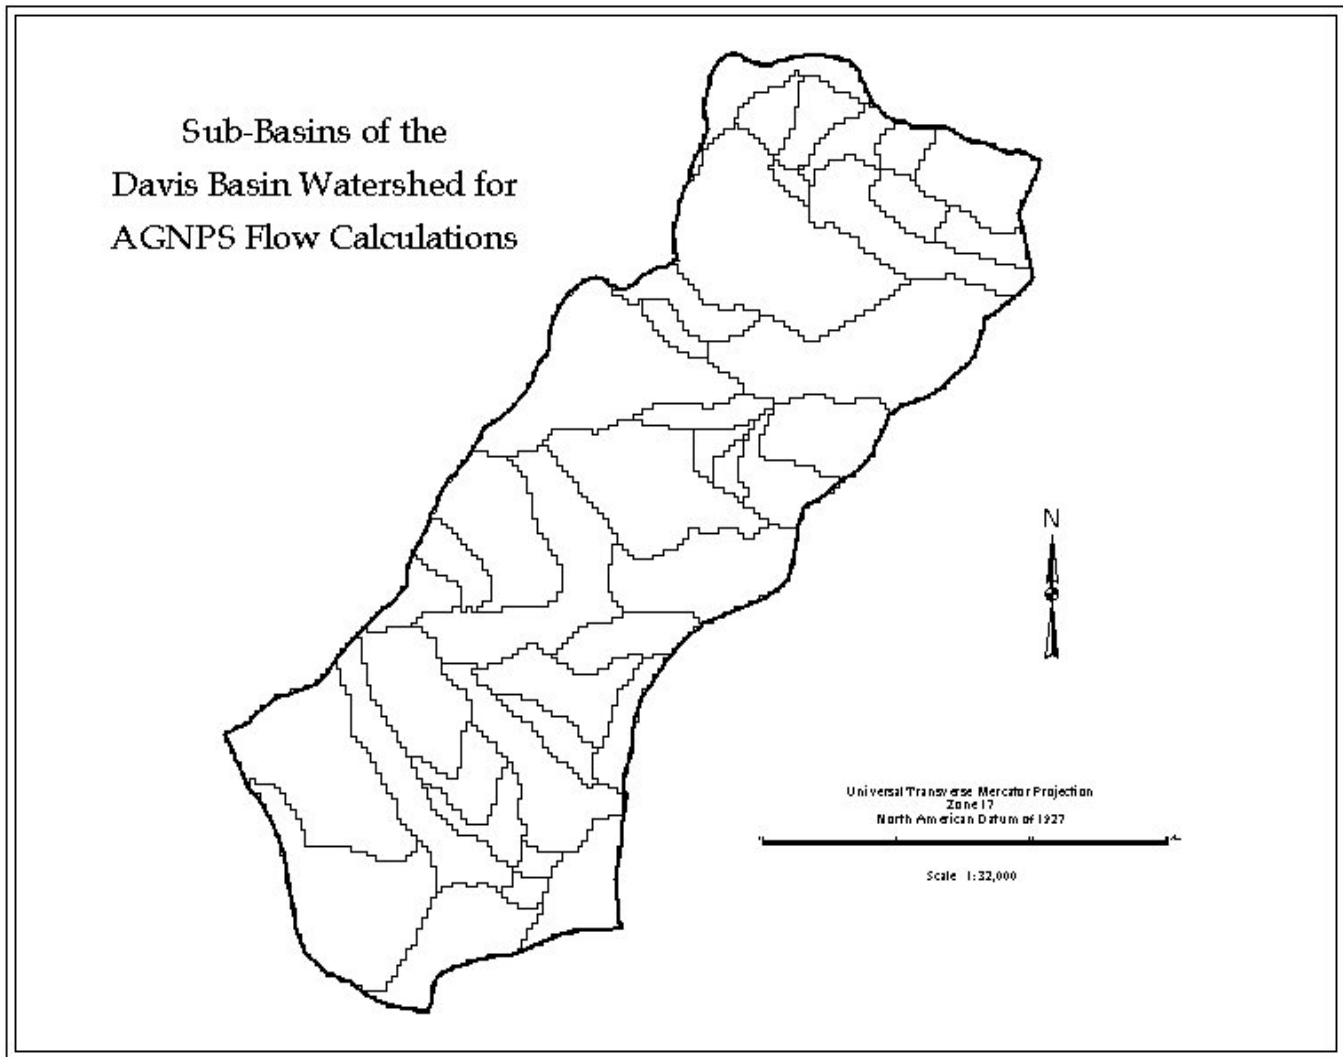 Sub-Basins of the
Davis Basin Watershed for
AGNPS Flow Calculations
N
Universal Transverse Mercator Projection
Zone 17
North American Datum of 1927
Scale 1:32,000